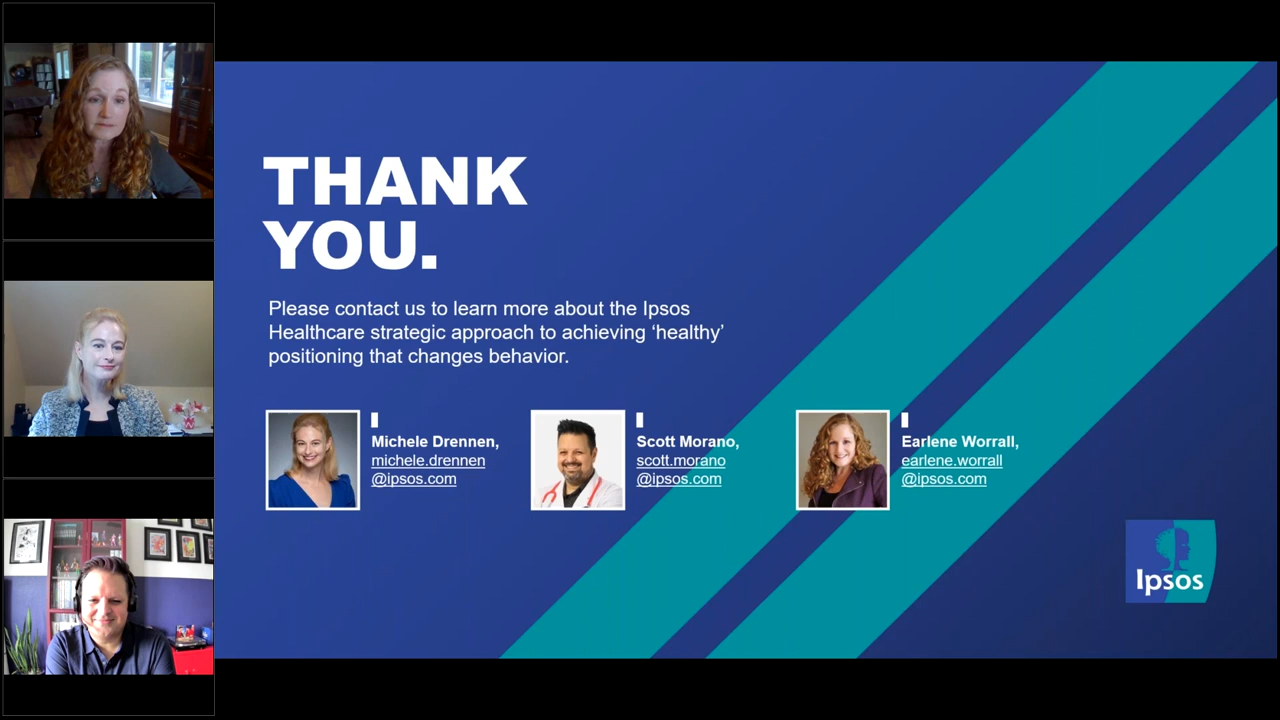 THANK
YOU.
Please contact us to learn more about the Ipsos
Healthcare strategic approach to achieving ‘healthy’
positioning that changes behavior.
Michele Drennen,
michele.drennen
@ipsos.com
Scott Morano,
scott.morano
@ipsos.com
Earlene Worrall,
earlene.worrall
@ipsos.com
Ipsos